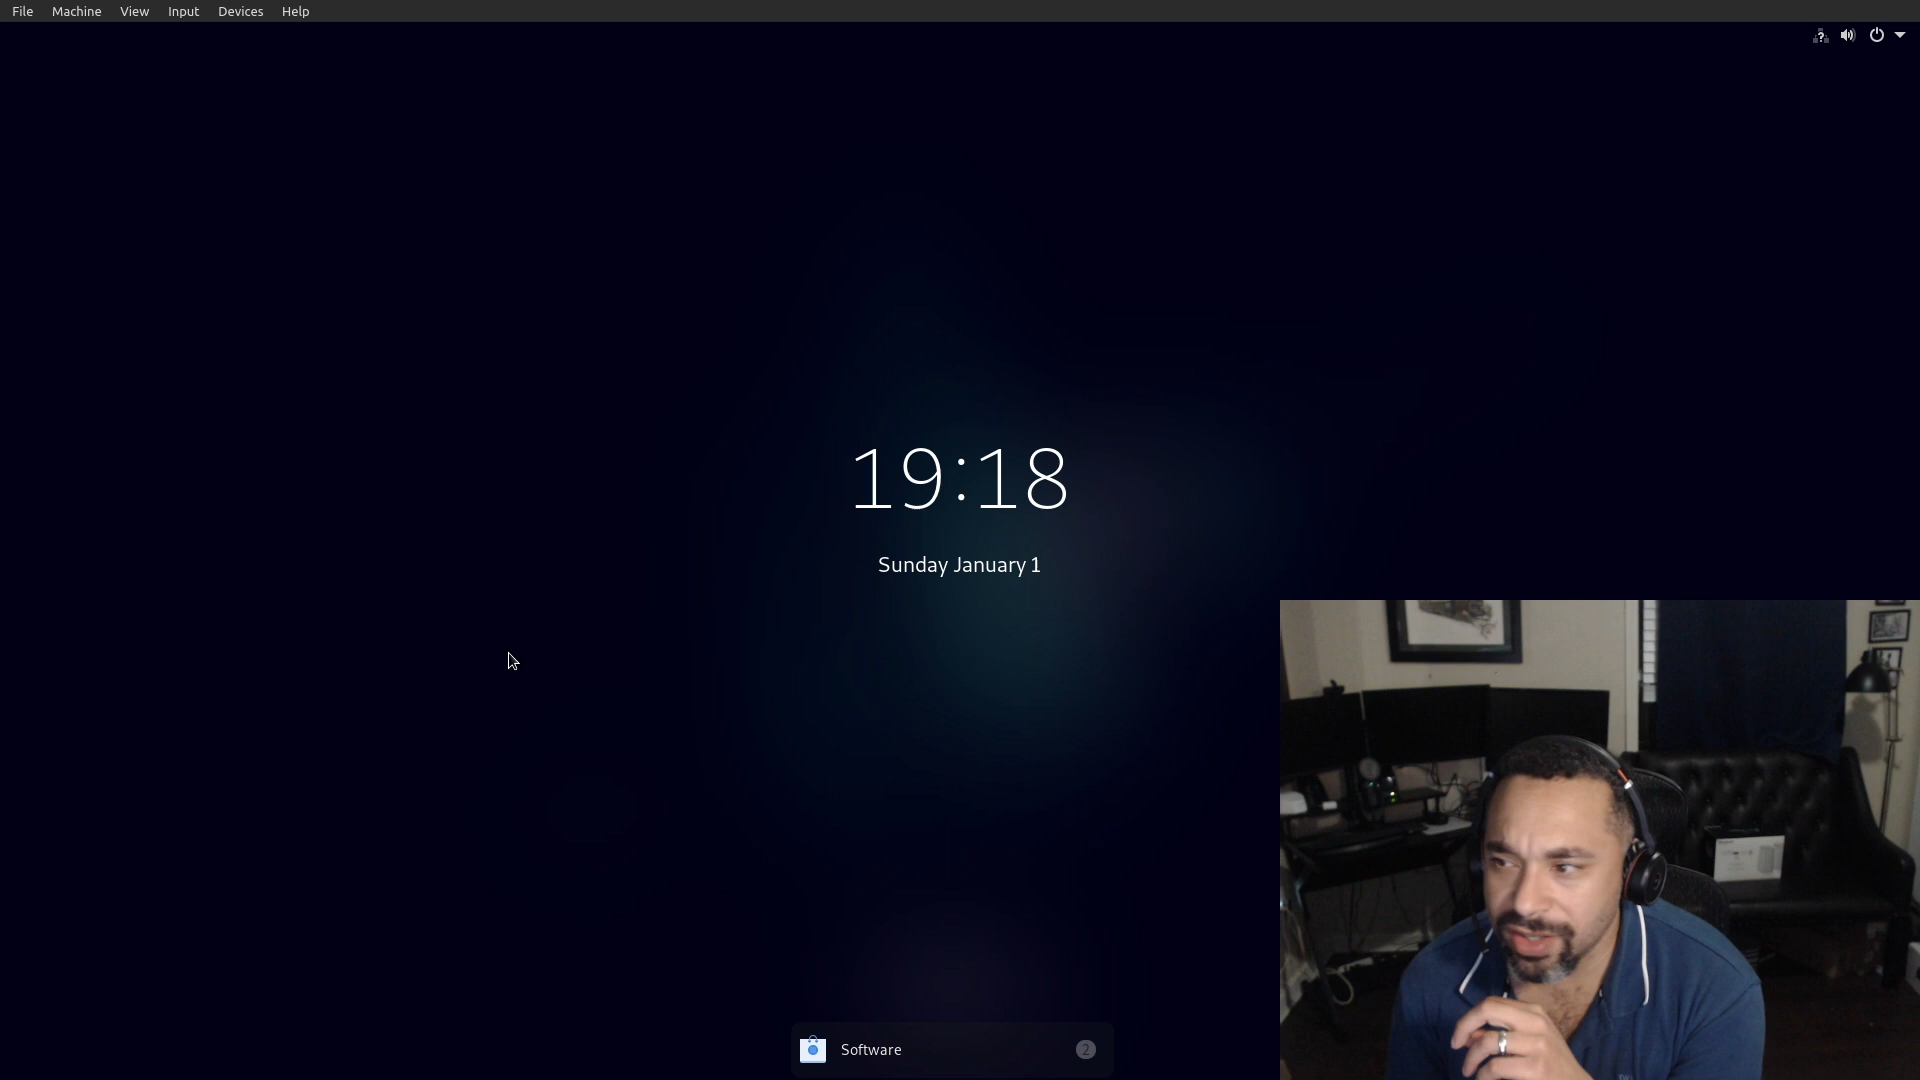 File Machine View Input Devices Help
19:18
Sunday January 1
Software 2